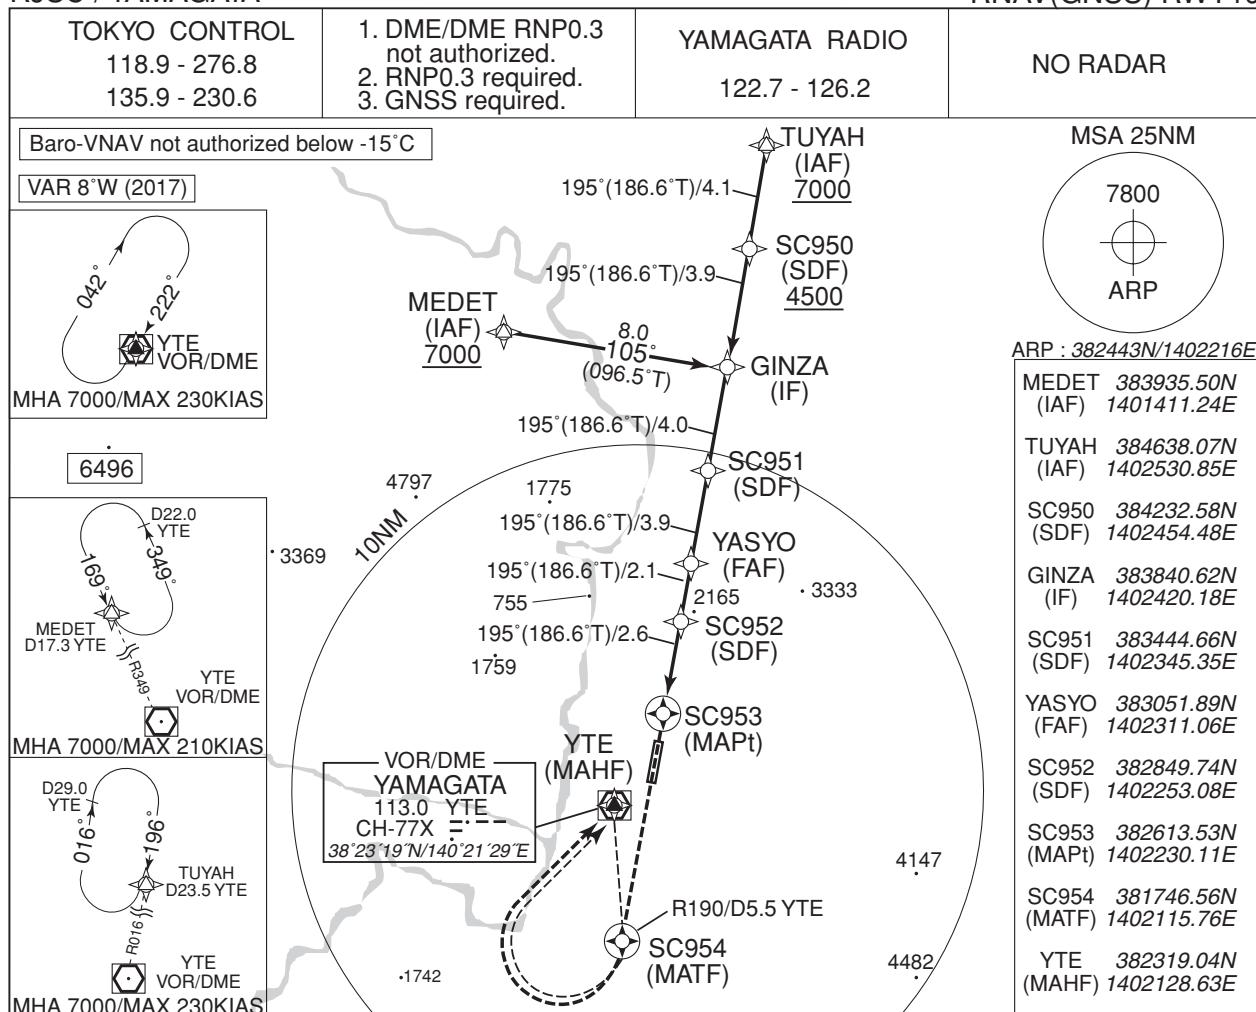 TOKYO CONTROL
118.9 - 276.8
135.9 - 230.6
1. DME/DME RNP0.3
not authorized.
2. RNP0.3 required.
3. GNSS required.
YAMAGATA RADIO
122.7 - 126.2
NO RADAR
Baro-VNAV not authorized below -15˚C
VAR 8˚W (2017)
042˚
222˚
YTE
VOR/DME
MHA 7000/MAX 230KIAS
6496
D22.0
YTE
169˚
349˚
MEDET
D17.3 YTE
R349
YTE
VOR/DME
MHA 7000/MAX 210KIAS
D29.0
YTE
016˚
196˚
TUYAH
D23.5 YTE
R016
YTE
VOR/DME
MHA 7000/MAX 230KIAS
TUYAH
(IAF)
7000
195˚(186.6˚T)/4.1
SC950
(SDF)
4500
195˚(186.6˚T)/3.9
MEDET
(IAF)
7000
8.0
105˚
(096.5˚T)
GINZA
(IF)
195˚(186.6˚T)/4.0
SC951
(SDF)
4797
1775
10NM
3369
195˚(186.6˚T)/3.9
YASYO
(FAF)
195˚(186.6˚T)/2.1
755
2165
3333
SC952
(SDF)
195˚(186.6˚T)/2.6
1759
SC953
(MAPt)
YTE
(MAHF)
VOR/DME
YAMAGATA
113.0 YTE
CH-77X
38˚23´19˝N/140˚21´29˝E
4147
R190/D5.5 YTE
SC954
(MATF)
1742
4482
MSA 25NM
7800
ARP
ARP : 382443N/1402216E
MEDET 383935.50N
(IAF) 1401411.24E
TUYAH 384638.07N
(IAF) 1402530.85E
SC950 384232.58N
(SDF) 1402454.48E
GINZA 383840.62N
(IF) 1402420.18E
SC951 383444.66N
(SDF) 1402345.35E
YASYO 383051.89N
(FAF) 1402311.06E
SC952 382849.74N
(SDF) 1402253.08E
SC953 382613.53N
(MAPt) 1402230.11E
SC954 381746.56N
(MATF) 1402115.76E
YTE 382319.04N
(MAHF) 1402128.63E